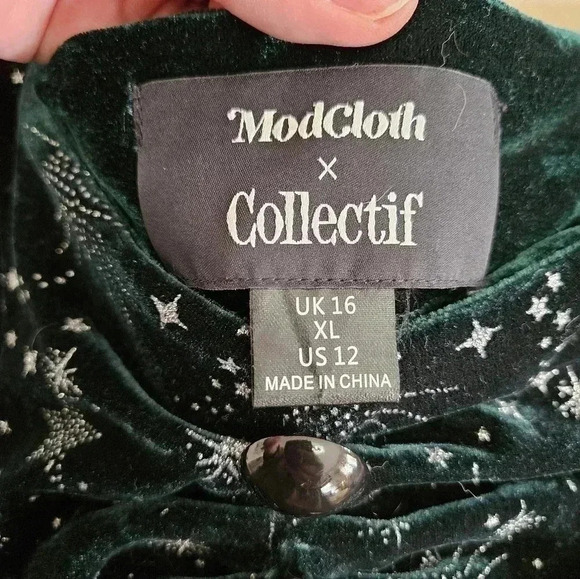 ModCloth
x
Collectif
UK 16
XL
US 12
MADE IN CHINA